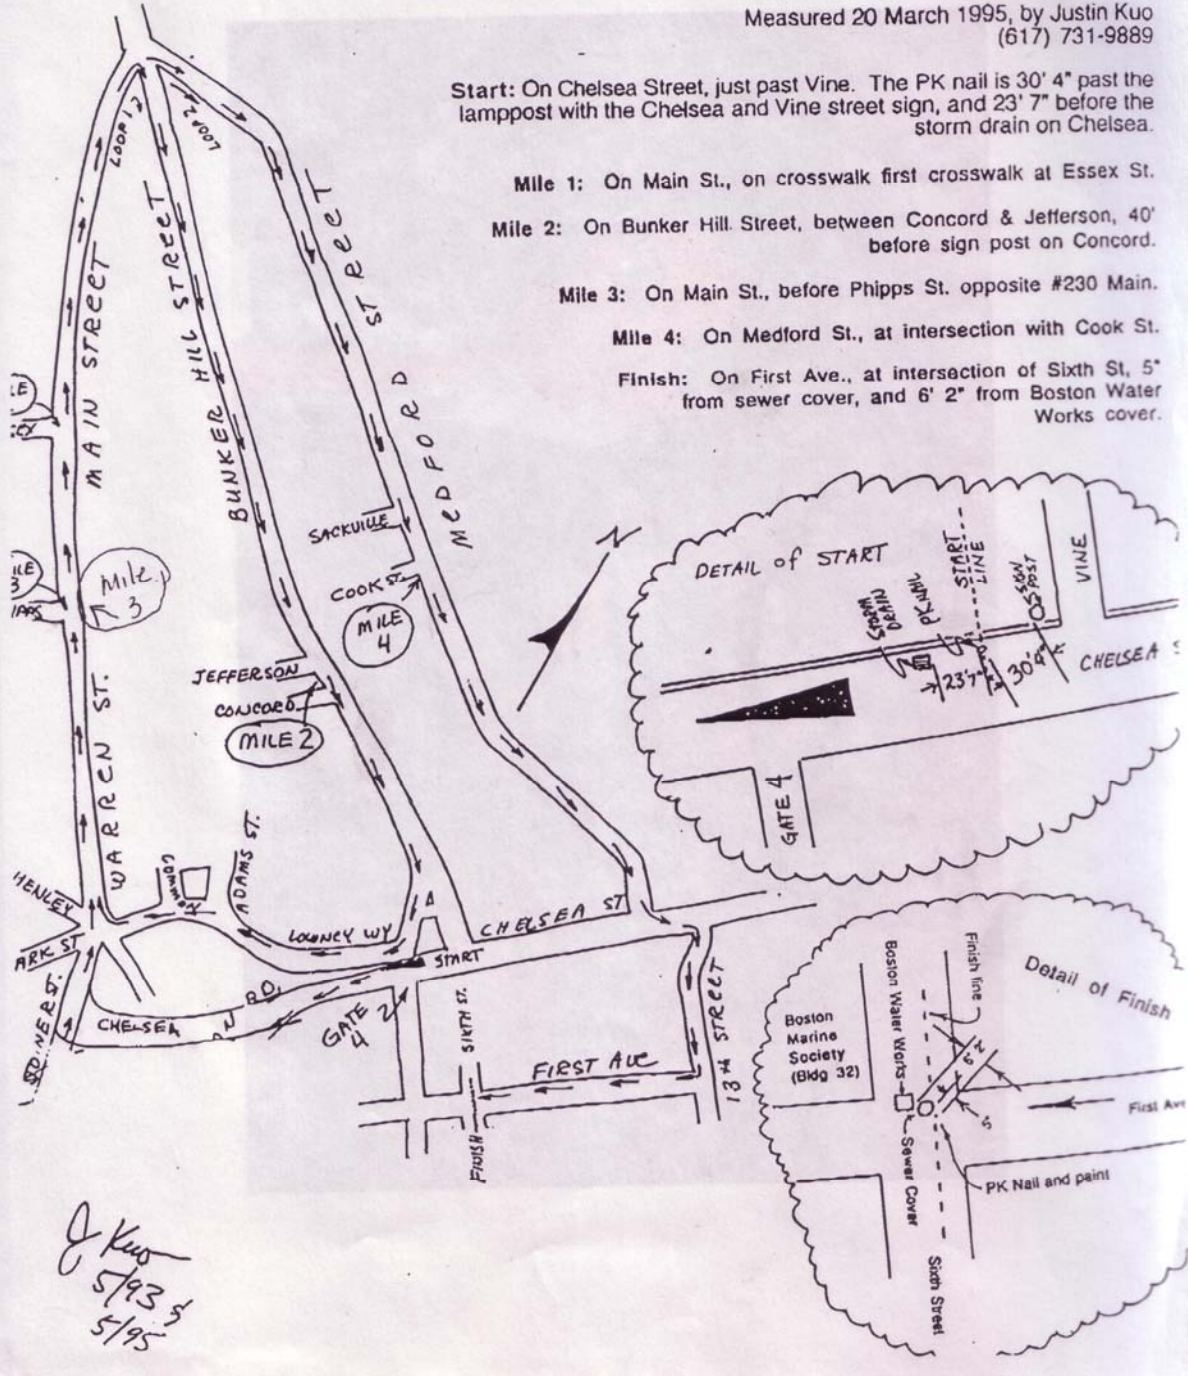 Measured 20 March 1995, by Justin Kuo
(617) 731-9889
Start: On Chelsea Street, just past Vine. The PK nail is 30' 4" past the
lamppost with the Chelsea and Vine street sign, and 23' 7" before the
storm drain on Chelsea.
Mile 1: On Main St., on crosswalk first crosswalk at Essex St.
Mile 2: On Bunker Hill Street, between Concord & Jefferson, 40'
before sign post on Concord.
Mile 3: On Main St., before Phipps St. opposite #230 Main.
Mile 4: On Medford St., at intersection with Cook St.
Finish: On First Ave., at intersection of Sixth St, 5"
from sewer cover, and 6' 2" from Boston Water
Works cover.
LOOP 1
LOOP 2
MAIN STREET
BUNKER HILL STREET
MEDFORD STREET
SACKVILLE
COOK ST.
MILE
4
Mile
3
JEFFERSON
CONCORD
MILE 2
WARREN ST.
HENLEY
ARK ST
COMMON
ADAMS ST.
LOWNEY WY
CHELSEA ST
START
CHELSEA
RD.
GATE
4
SIXTH ST.
FIRST AVE
13TH STREET
FINISH
N
DETAIL of START
STORM
DRAIN
PK NAIL
START
LINE
SIGN
POST
VINE
23'7"
30'4"
CHELSEA S
GATE 4
Detail of Finish
Finish line
Boston Water Works
Boston
Marine
Society
(Bldg 32)
First Ave
Sewer Cover
PK Nail and paint
Sixth Street
J Kuo
5/93 &
5/95